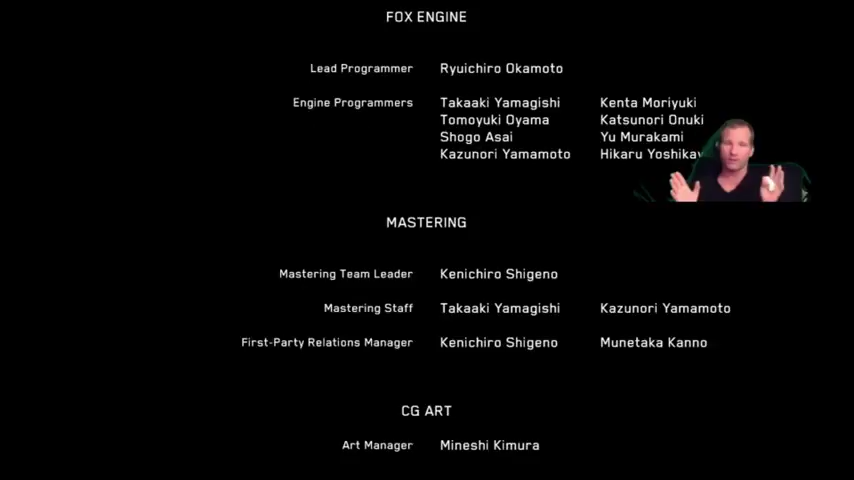 FOX ENGINE
Lead Programmer Ryuichiro Okamoto
Engine Programmers Takaaki Yamagishi Kenta Moriyuki
Tomoyuki Oyama Katsunori Onuki
Shogo Asai Yu Murakami
Kazunori Yamamoto Hikaru
MASTERING
Mastering Team Leader Kenichiro Shigeno
Mastering Staff Takaaki Yamagishi Kazunori Yamamoto
First-Party Relations Manager Kenichiro Shigeno Munetaka Kanno
CG ART
Art Manager Mineshi Kimura